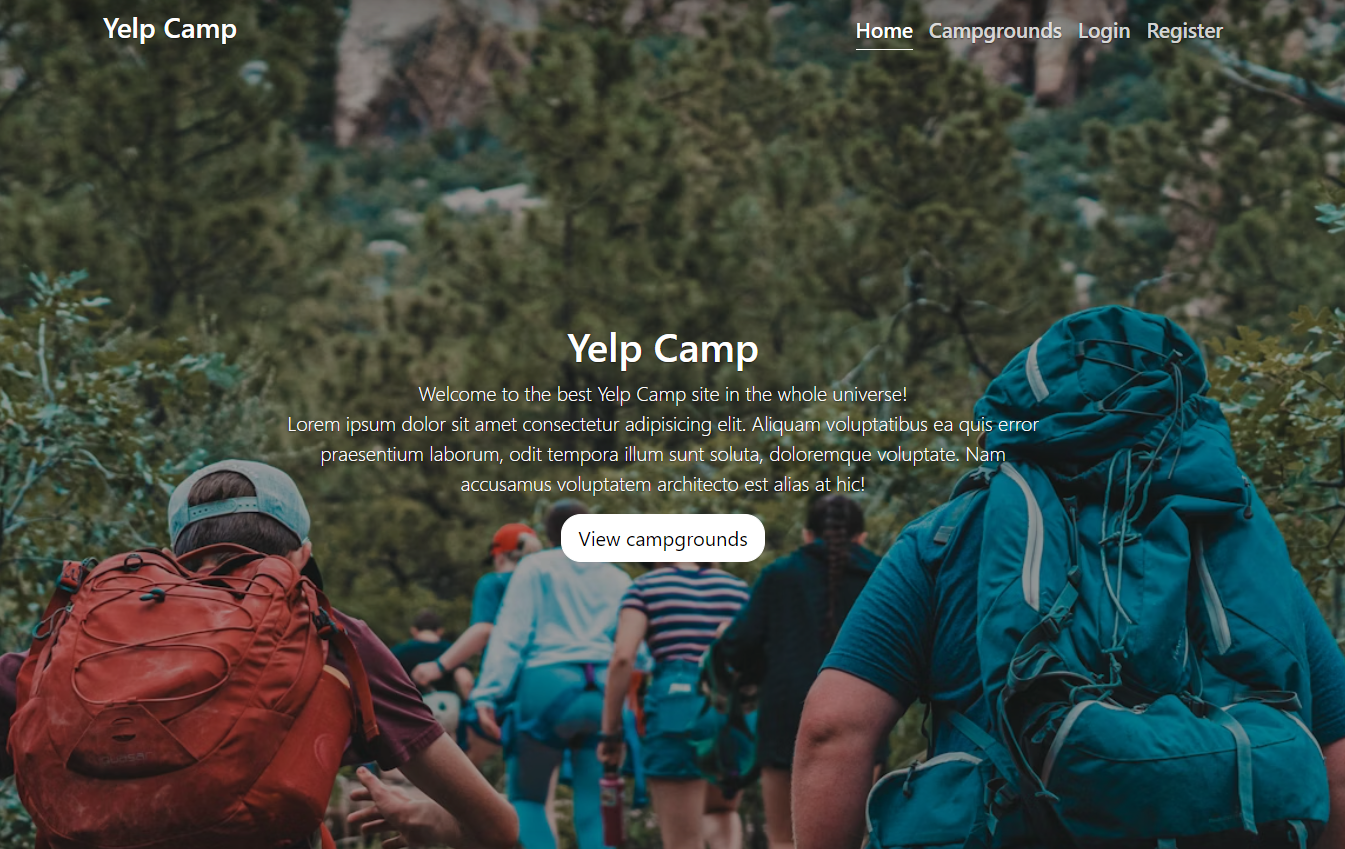 Yelp Camp
Home Campgrounds Login Register
Yelp Camp
Welcome to the best Yelp Camp site in the whole universe!
Lorem ipsum dolor sit amet consectetur adipisicing elit. Aliquam voluptatibus ea quis error
praesentium laborum, odit tempora illum sunt soluta, doloremque voluptate. Nam
accusamus voluptatem architecto est alias at hic!
View campgrounds